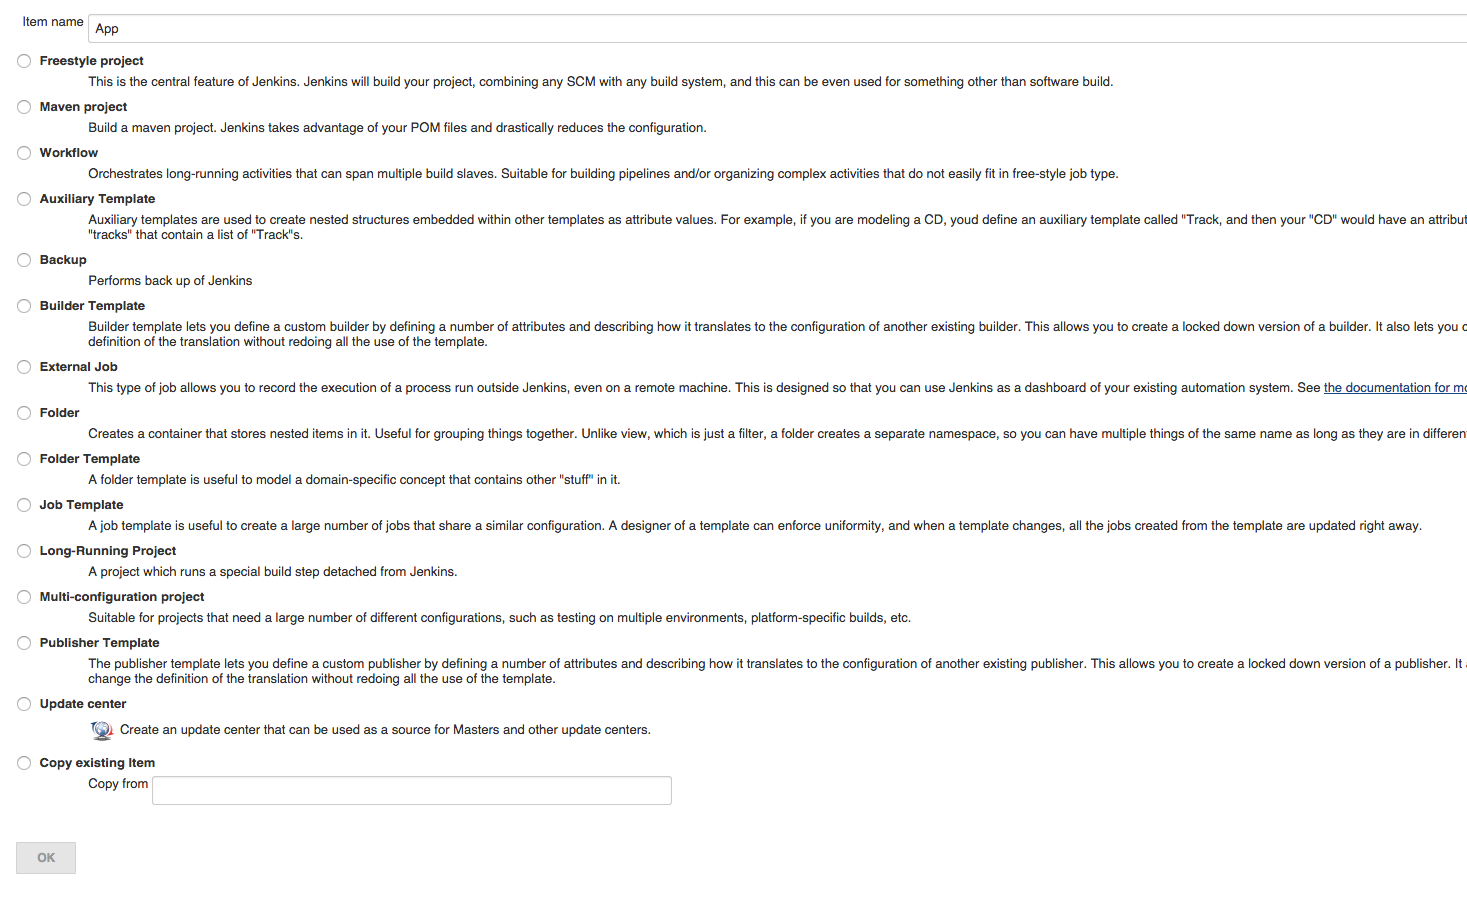 Item name App
Freestyle project
This is the central feature of Jenkins. Jenkins will build your project, combining any SCM with any build system, and this can be even used for something other than software build.
Maven project
Build a maven project. Jenkins takes advantage of your POM files and drastically reduces the configuration.
Workflow
Orchestrates long-running activities that can span multiple build slaves. Suitable for building pipelines and/or organizing complex activities that do not easily fit in free-style job type.
Auxiliary Template
Auxiliary templates are used to create nested structures embedded within other templates as attribute values. For example, if you are modeling a CD, youd define an auxiliary template called "Track, and then your "CD" would have an attribut
"tracks" that contain a list of "Track"s.
Backup
Performs back up of Jenkins
Builder Template
Builder template lets you define a custom builder by defining a number of attributes and describing how it translates to the configuration of another existing builder. This allows you to create a locked down version of a builder. It also lets you
definition of the translation without redoing all the use of the template.
External Job
This type of job allows you to record the execution of a process run outside Jenkins, even on a remote machine. This is designed so that you can use Jenkins as a dashboard of your existing automation system. See the documentation for
Folder
Creates a container that stores nested items in it. Useful for grouping things together. Unlike view, which is just a filter, a folder creates a separate namespace, so you can have multiple things of the same name as long as they are in differen
Folder Template
A folder template is useful to model a domain-specific concept that contains other "stuff" in it.
Job Template
A job template is useful to create a large number of jobs that share a similar configuration. A designer of a template can enforce uniformity, and when a template changes, all the jobs created from the template are updated right away.
Long-Running Project
A project which runs a special build step detached from Jenkins.
Multi-configuration project
Suitable for projects that need a large number of different configurations, such as testing on multiple environments, platform-specific builds, etc.
Publisher Template
The publisher template lets you define a custom publisher by defining a number of attributes and describing how it translates to the configuration of another existing publisher. This allows you to create a locked down version of a publisher. It
change the definition of the translation without redoing all the use of the template.
Update center
Create an update center that can be used as a source for Masters and other update centers.
Copy existing Item
Copy from
OK